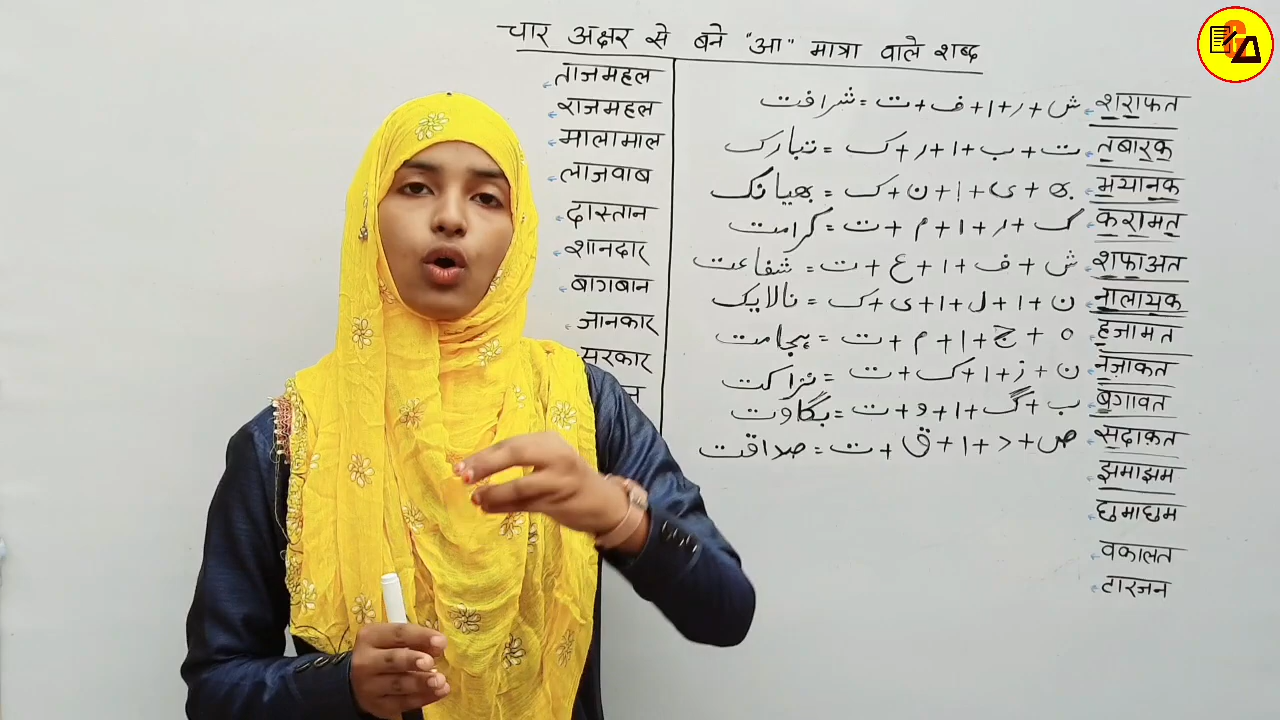 चार अक्षर से बने "आ" मात्रा वाले शब्द
ताजमहल
राजमहल
मालामाल
लाजवाब
दास्तान
शानदार
बागबान
जानकार
सरकार
न
शराफत ش+ر+ا+ف+ت=شرافت
तबारक ت+ب+ا+ر+ک=تبارک
भयानक بھ+ی+ا+ن+ک=بھیانک
करामत ک+ر+ا+م+ت=کرامت
शफाअत ش+ف+ا+ع+ت=شفاعت
नालायक ن+ا+ل+ا+ی+ک=نالایک
हजामत ہ+ج+ا+م+ت=ہجامت
नज़ाकत ن+ز+ا+ک+ت=نزاکت
बगावत ب+گ+ا+و+ت=بگاوت
सदाक़त ص+د+ا+ق+ت=صداقت
झमाझम
घुमाघुम
वकालत
टारजन